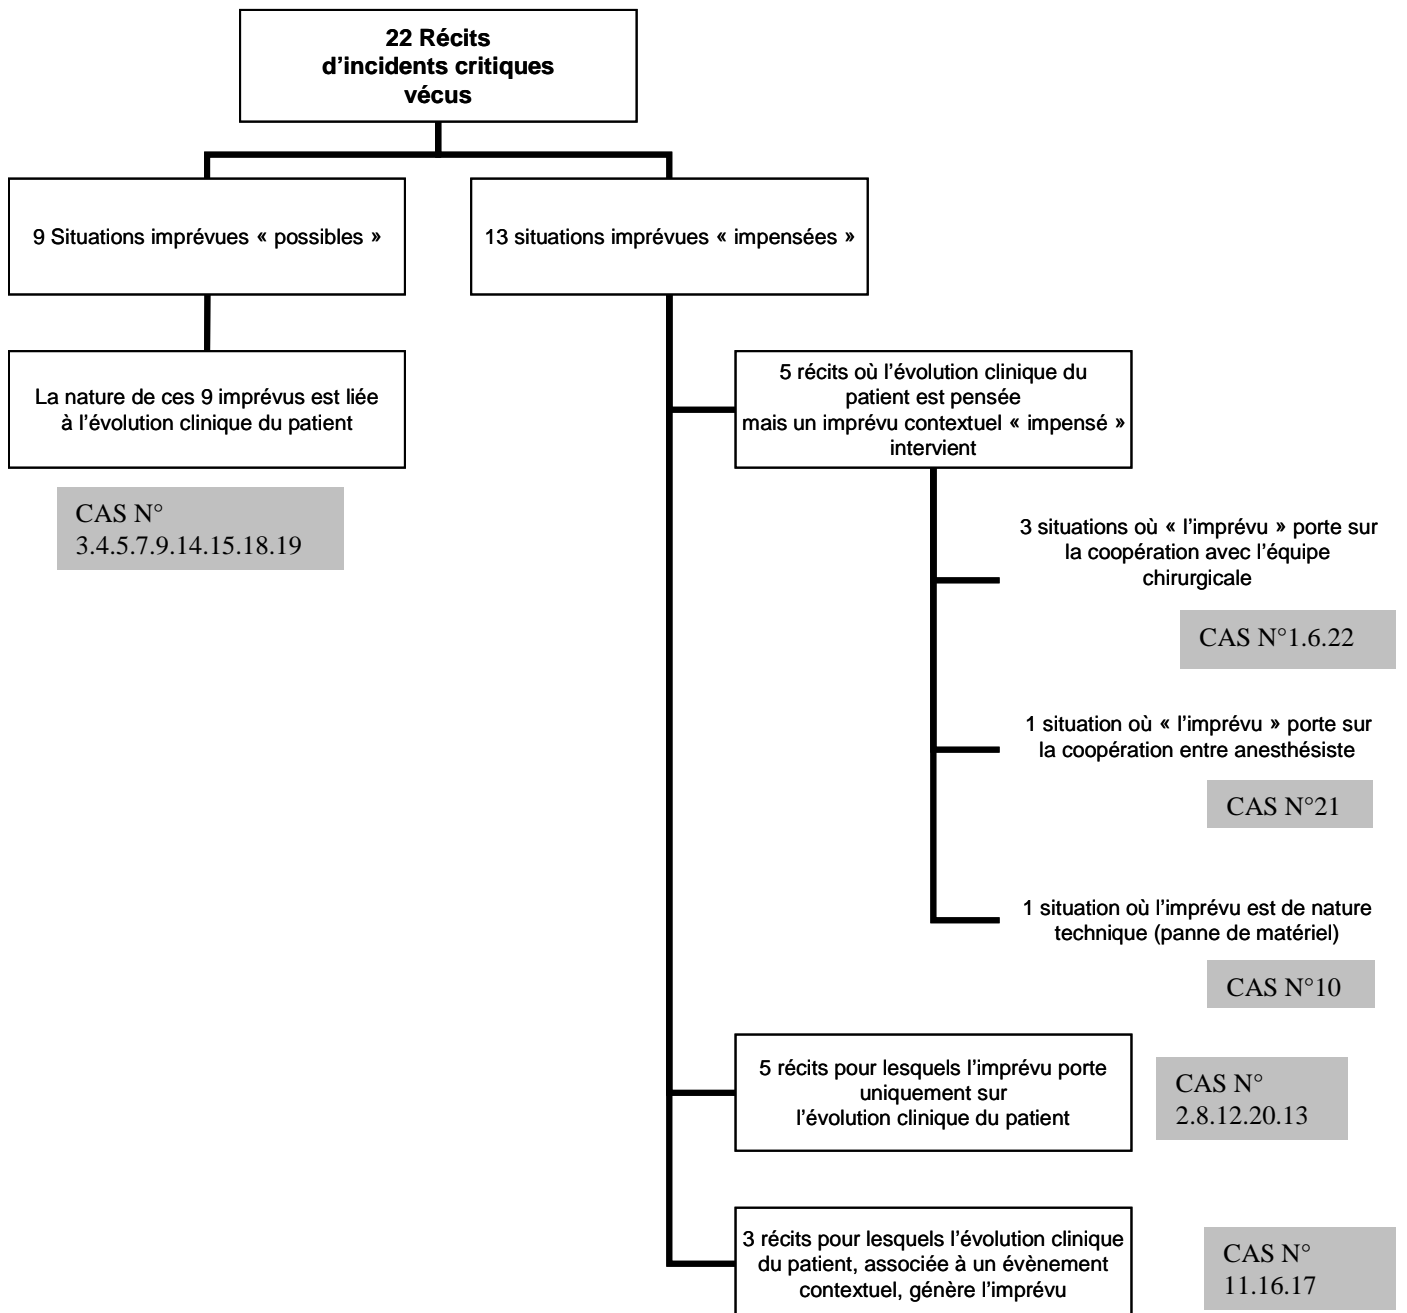 22 Récits
d'incidents critiques
vécus
9 Situations imprévues « possibles »
13 situations imprévues « impensées »
La nature de ces 9 imprévus est liée
à l'évolution clinique du patient
CAS N°
3.4.5.7.9.14.15.18.19
5 récits où l'évolution clinique du
patient est pensée
mais un imprévu contextuel « impensé »
intervient
3 situations où « l'imprévu » porte sur
la coopération avec l'équipe
chirurgicale
CAS N°1.6.22
1 situation où « l'imprévu » porte sur
la coopération entre anesthésiste
CAS N°21
1 situation où l'imprévu est de nature
technique (panne de matériel)
CAS N°10
5 récits pour lesquels l'imprévu porte
uniquement sur
l'évolution clinique du patient
CAS N°
2.8.12.20.13
3 récits pour lesquels l'évolution clinique
du patient, associée à un évènement
contextuel, génère l'imprévu
CAS N°
11.16.17